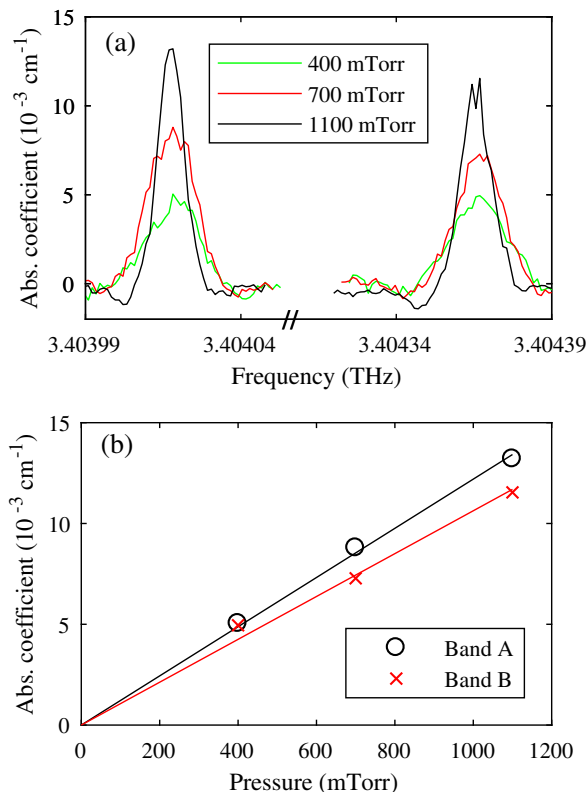 (a)
400 mTorr
700 mTorr
1100 mTorr
Abs. coefficient (10⁻³ cm⁻¹)
15
10
5
0
3.40399
3.40404
3.40434
3.40439
Frequency (THz)
(b)
Abs. coefficient (10⁻³ cm⁻¹)
15
10
5
0
Band A
Band B
0
200
400
600
800
1000
1200
Pressure (mTorr)